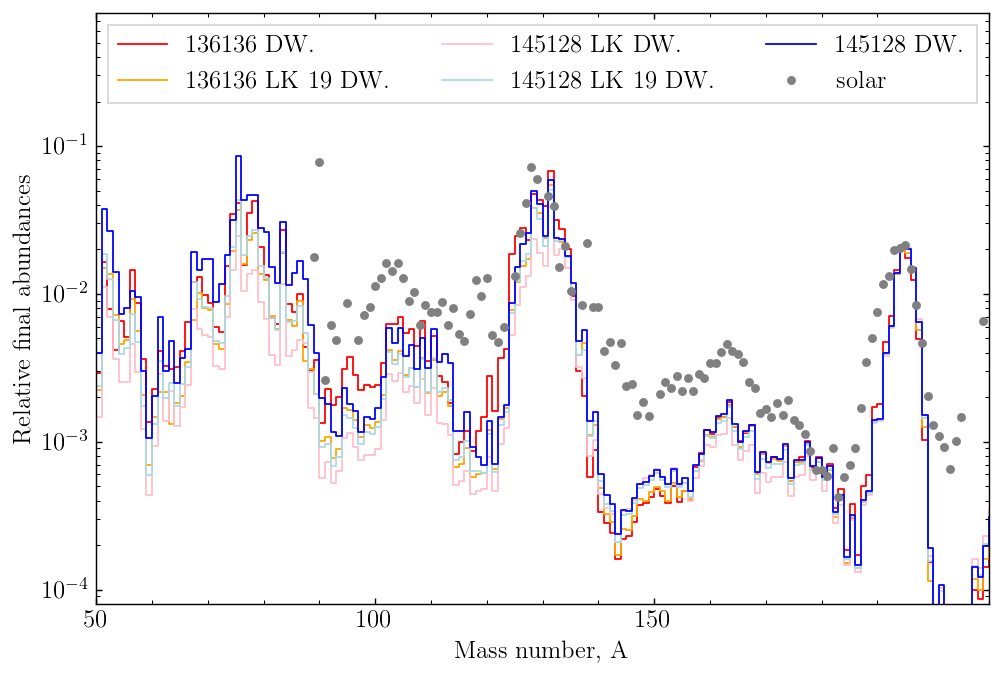 136136 DW. 145128 LK DW. 145128 DW.
136136 LK 19 DW. 145128 LK 19 DW. solar
Relative final abundances
10⁻¹
10⁻²
10⁻³
10⁻⁴
50 100 150
Mass number, A